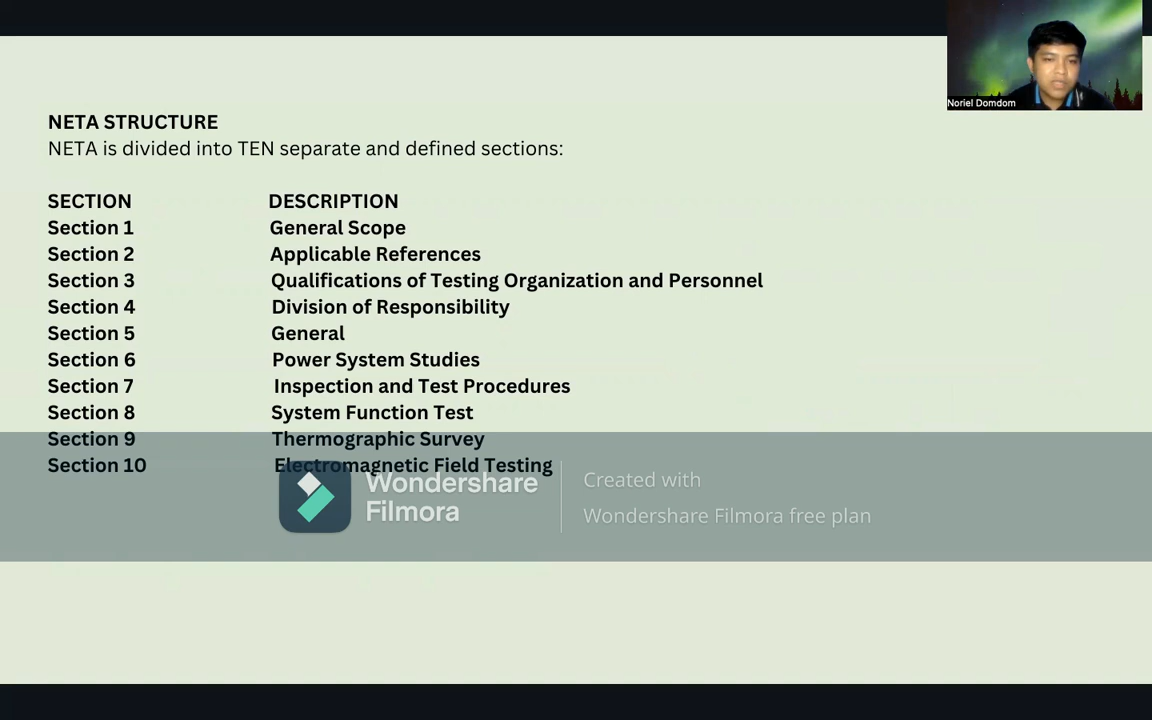 Noriel Domdom
NETA STRUCTURE
NETA is divided into TEN separate and defined sections:
SECTION DESCRIPTION
Section 1 General Scope
Section 2 Applicable References
Section 3 Qualifications of Testing Organization and Personnel
Section 4 Division of Responsibility
Section 5 General
Section 6 Power System Studies
Section 7 Inspection and Test Procedures
Section 8 System Function Test
Section 9 Thermographic Survey
Section 10 Electromagnetic Field Testing
Wondershare
Filmora
Created with
Wondershare Filmora free plan